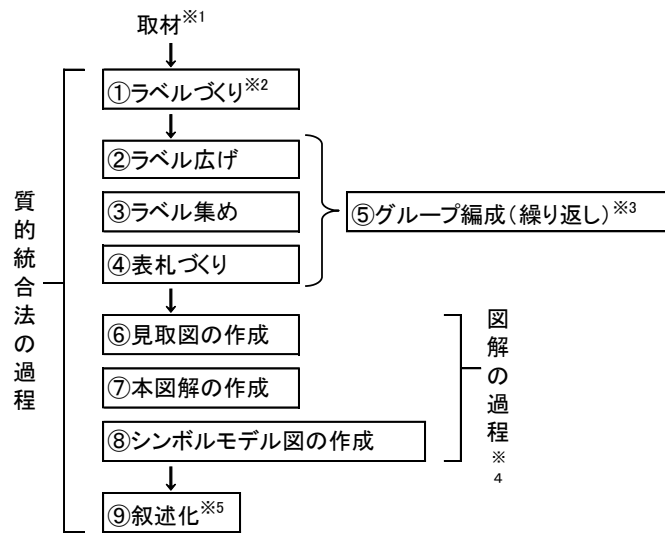 取材※1
①ラベルづくり※2
②ラベル広げ
③ラベル集め
④表札づくり
⑤グループ編成(繰り返し)※3
⑥見取図の作成
⑦本図解の作成
⑧シンボルモデル図の作成
⑨叙述化※5
質的統合法の過程
図解の過程※4